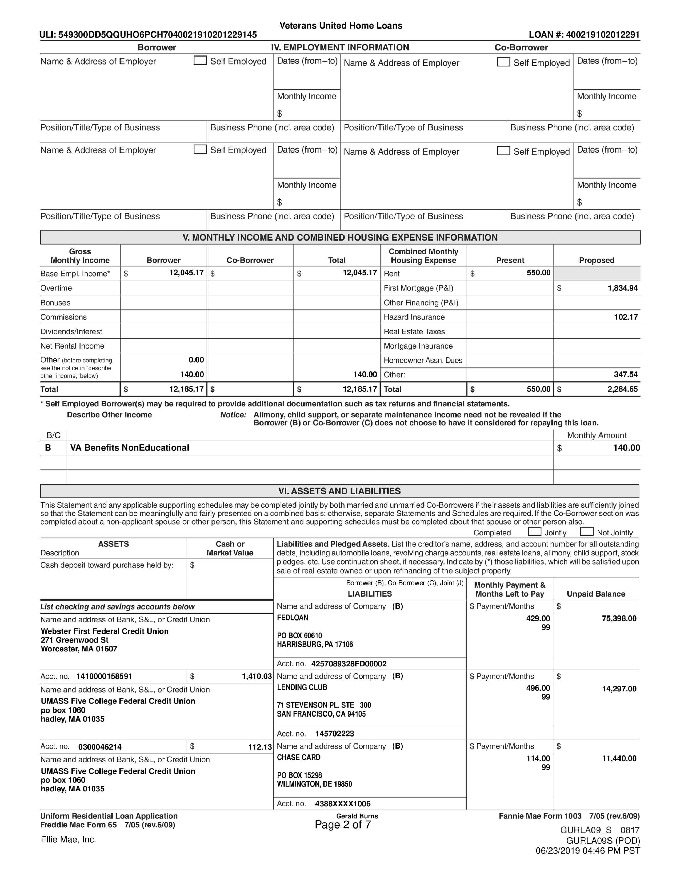 Veterans United Home Loans
ULI: 549300DD5QQUHO6PCH7040021910201229145 LOAN #: 400219102012291
Borrower IV. EMPLOYMENT INFORMATION Co-Borrower
Name & Address of Employer Self Employed Dates (from–to) Name & Address of Employer Self Employed Dates (from–to)
Monthly Income Monthly Income
$ $
Position/Title/Type of Business Business Phone (incl. area code) Position/Title/Type of Business Business Phone (incl. area code)
Name & Address of Employer Self Employed Dates (from–to) Name & Address of Employer Self Employed Dates (from–to)
Monthly Income Monthly Income
$ $
Position/Title/Type of Business Business Phone (incl. area code) Position/Title/Type of Business Business Phone (incl. area code)
V. MONTHLY INCOME AND COMBINED HOUSING EXPENSE INFORMATION
Gross Combined Monthly
Monthly Income Borrower Co-Borrower Total Housing Expense Present Proposed
Base Empl. Income* $ 12,045.17 $ $ 12,045.17 Rent $ 550.00
Overtime First Mortgage (P&I) $ 1,834.94
Bonuses Other Financing (P&I)
Commissions Hazard Insurance 102.17
Dividends/Interest Real Estate Taxes
Net Rental Income Mortgage Insurance
Other (before completing, 0.00 Homeowner Assn. Dues
see the notice in "describe
other income, below) 140.00 140.00 Other: 347.54
Total $ 12,185.17 $ $ 12,185.17 Total $ 550.00 $ 2,284.65
* Self Employed Borrower(s) may be required to provide additional documentation such as tax returns and financial statements.
Describe Other Income Notice: Alimony, child support, or separate maintenance income need not be revealed if the
Borrower (B) or Co-Borrower (C) does not choose to have it considered for repaying this loan.
B/C Monthly Amount
B VA Benefits NonEducational $ 140.00
VI. ASSETS AND LIABILITIES
This Statement and any applicable supporting schedules may be completed jointly by both married and unmarried Co-Borrowers if their assets and liabilities are sufficiently joined
so that the Statement can be meaningfully and fairly presented on a combined basis; otherwise, separate Statements and Schedules are required. If the Co-Borrower section was
completed about a non-applicant spouse or other person, this Statement and supporting schedules must be completed about that spouse or other person also.
Completed Jointly Not Jointly
ASSETS Cash or Liabilities and Pledged Assets. List the creditor's name, address, and account number for all outstanding
Description Market Value debts, including automobile loans, revolving charge accounts, real estate loans, alimony, child support, stock
Cash deposit toward purchase held by: $ pledges, etc. Use continuation sheet, if necessary. Indicate by (*) those liabilities, which will be satisfied upon
sale of real estate owned or upon refinancing of the subject property.
Borrower (B), Co-Borrower (C), Joint (J) Monthly Payment &
LIABILITIES Months Left to Pay Unpaid Balance
List checking and savings accounts below Name and address of Company (B) $ Payment/Months $
Name and address of Bank, S&L, or Credit Union FEDLOAN 429.00 75,398.00
Webster First Federal Credit Union 99
271 Greenwood St PO BOX 60610
Worcester, MA 01607 HARRISBURG, PA 17106
Acct. no. 4257089328FD00002
Acct. no. 1410000158591 $ 1,410.03 Name and address of Company (B) $ Payment/Months $
Name and address of Bank, S&L, or Credit Union LENDING CLUB 496.00 14,297.00
UMASS Five College Federal Credit Union 99
po box 1060 71 STEVENSON PL. STE 300
hadley, MA 01035 SAN FRANCISCO, CA 94105
Acct. no. 145702223
Acct. no. 0300046214 $ 112.13 Name and address of Company (B) $ Payment/Months $
Name and address of Bank, S&L, or Credit Union CHASE CARD 114.00 11,440.00
UMASS Five College Federal Credit Union 99
po box 1060 PO BOX 15298
hadley, MA 01035 WILMINGTON, DE 19850
Acct. no. 4388XXXX1006
Uniform Residential Loan Application Gerald Burns Fannie Mae Form 1003 7/05 (rev.6/09)
Freddie Mac Form 65 7/05 (rev.6/09) Page 2 of 7
Ellie Mae, Inc. GURLA09_S 0817
GURLA09S (POD)
06/23/2019 04:46 PM PST